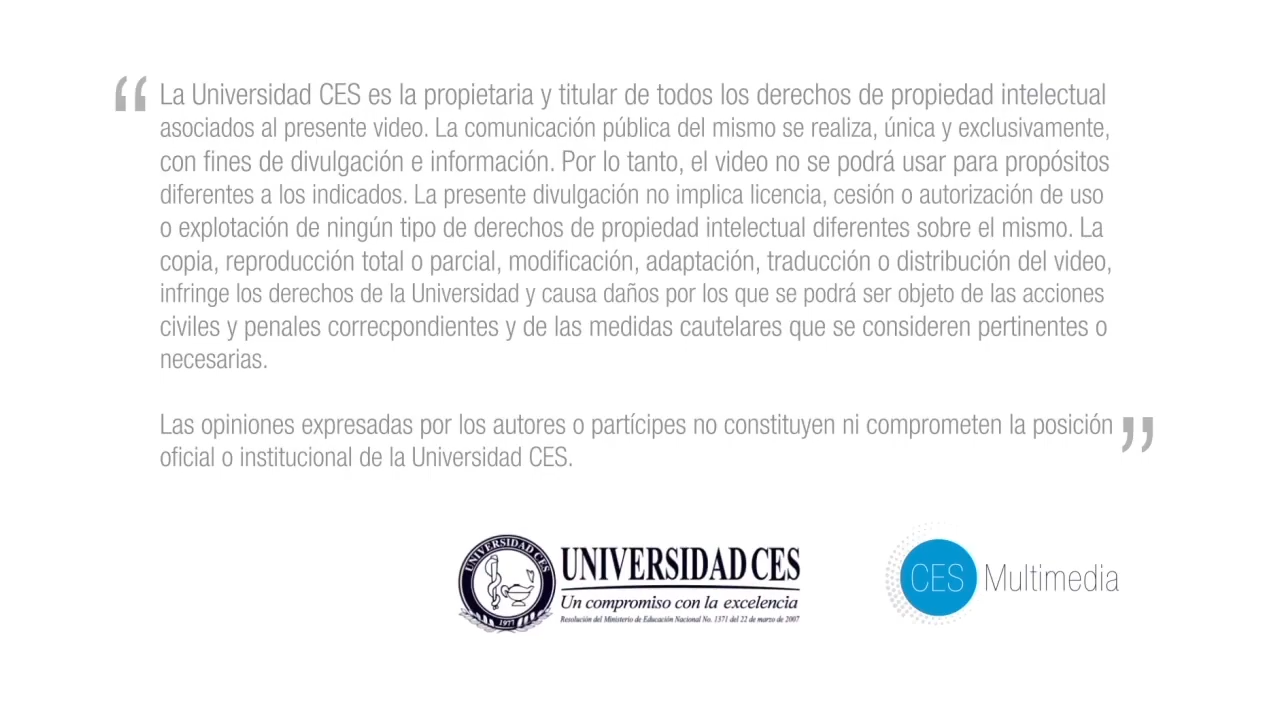 “ La Universidad CES es la propietaria y titular de todos los derechos de propiedad intelectual
asociados al presente video. La comunicación pública del mismo se realiza, única y exclusivamente,
con fines de divulgación e información. Por lo tanto, el video no se podrá usar para propósitos
diferentes a los indicados. La presente divulgación no implica licencia, cesión o autorización de uso
o explotación de ningún tipo de derechos de propiedad intelectual diferentes sobre el mismo. La
copia, reproducción total o parcial, modificación, adaptación, traducción o distribución del video,
infringe los derechos de la Universidad y causa daños por los que se podrá ser objeto de las acciones
civiles y penales correcpondientes y de las medidas cautelares que se consideren pertinentes o
necesarias.
Las opiniones expresadas por los autores o partícipes no constituyen ni comprometen la posición ”
oficial o institucional de la Universidad CES.
UNIVERSIDAD CES
1977
UNIVERSIDAD CES
Un compromiso con la excelencia
Resolución del Ministerio de Educación Nacional No. 1371 del 22 de marzo de 2007
CES Multimedia